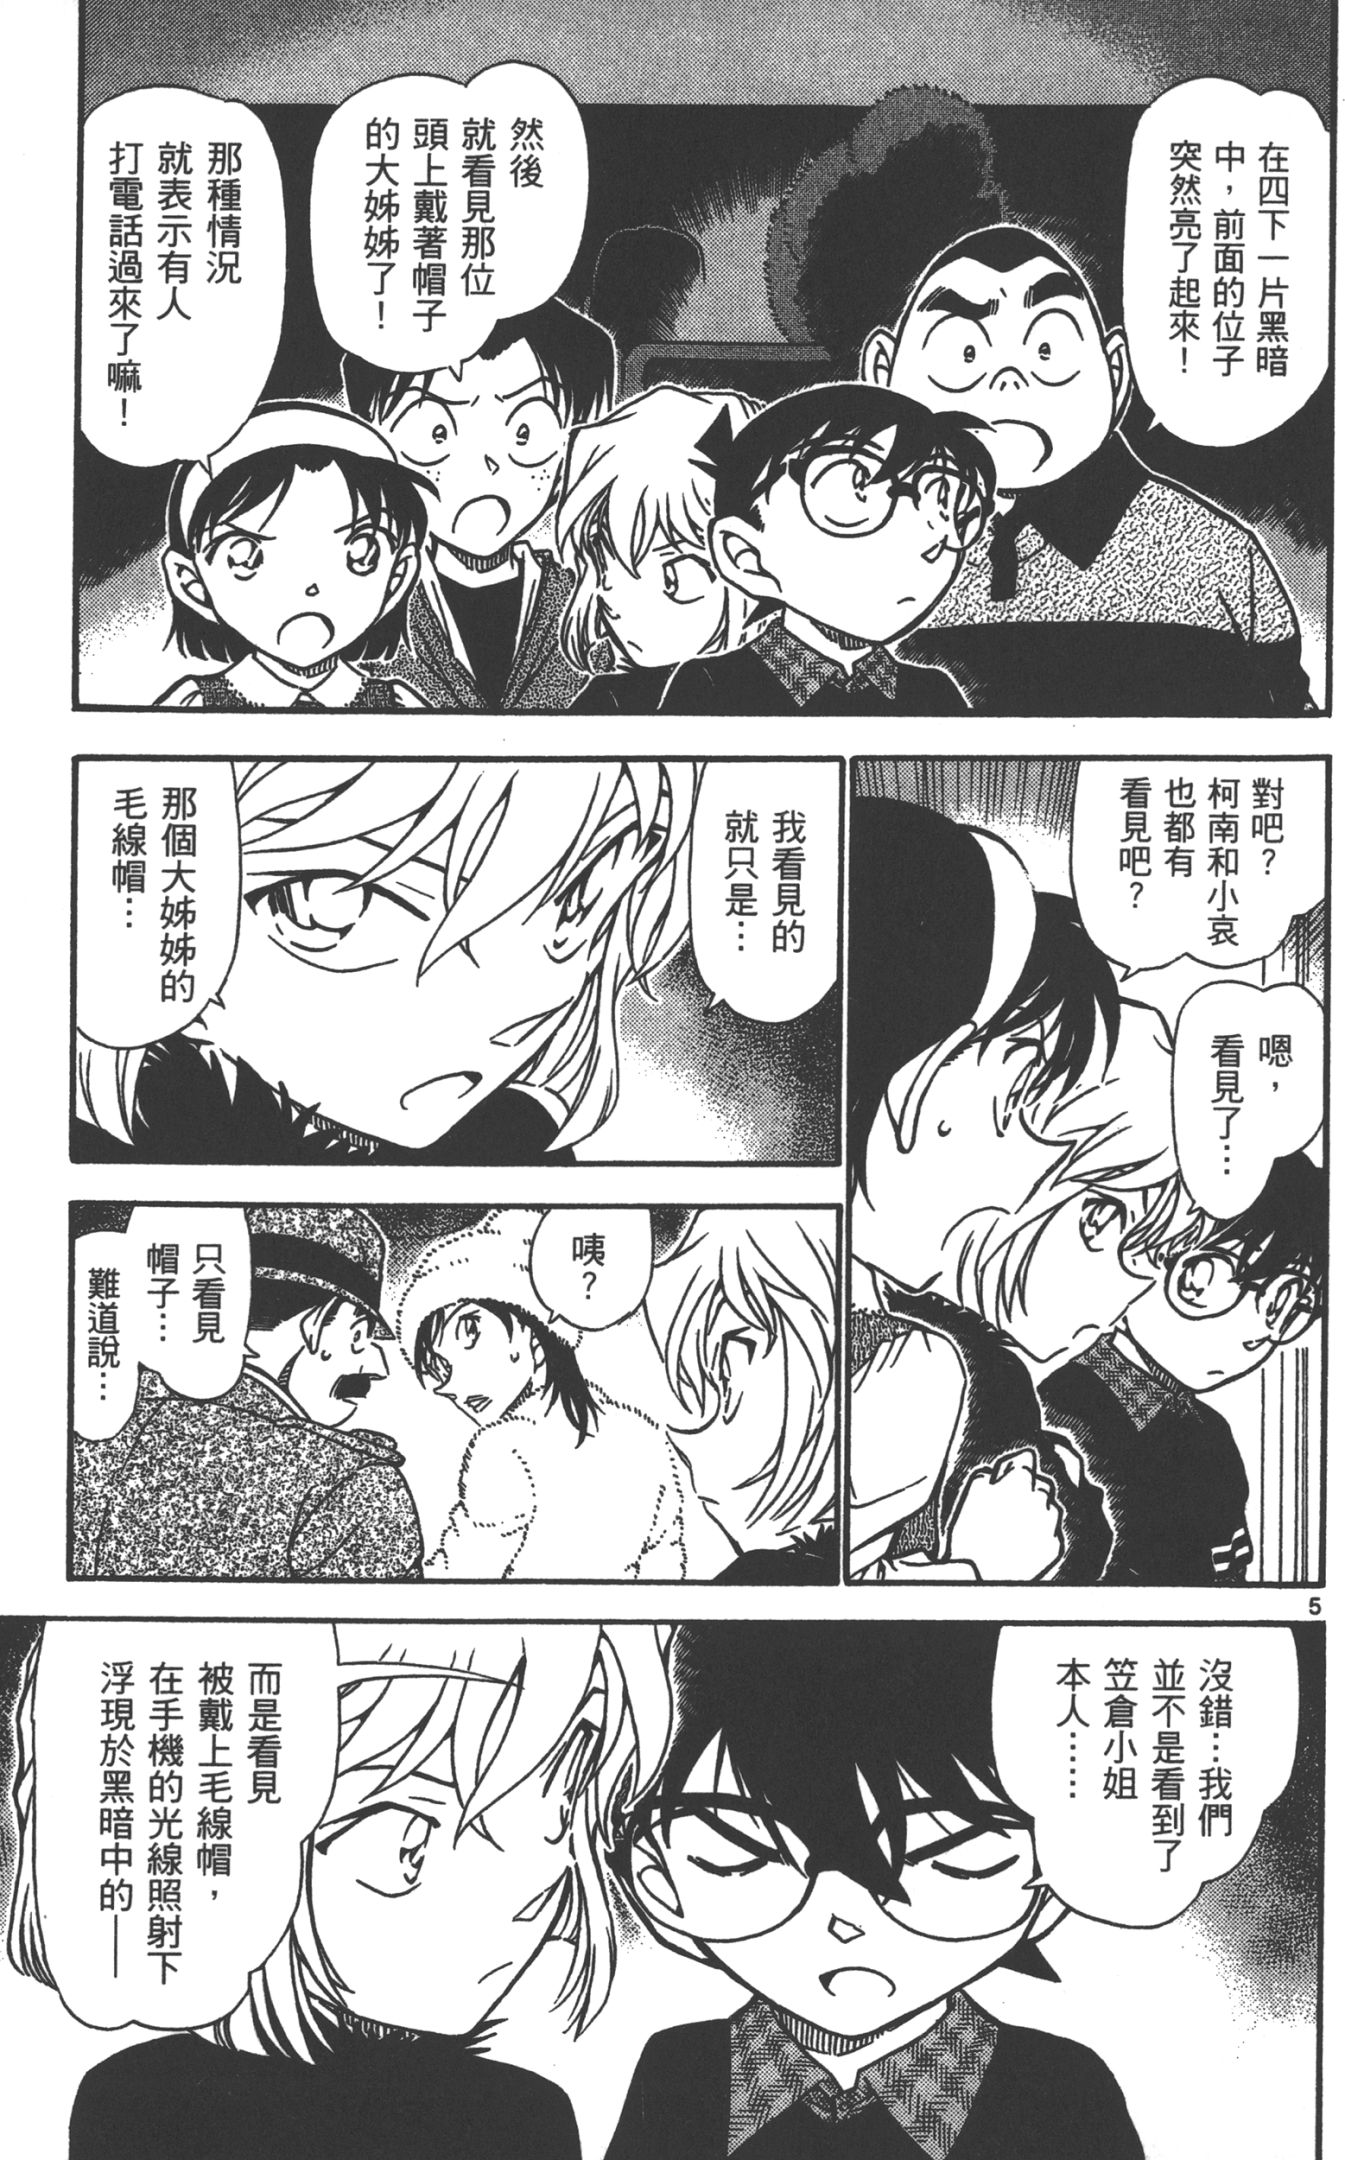 在四下一片黑暗
中，前面的位子
突然亮了起來！
然後
就看見那位
頭上戴著帽子
的大姊姊了！
那種情況
就表示有人
打電話過來了嘛！
對吧？
柯南和小哀
也都有
看見吧？
嗯，
看見了…
我看見的
就只是…
那個大姊姊的
毛線帽…
咦？
只看見
帽子…
難道說…
5
沒錯…我們
並不是看到了
笠倉小姐
本人……
而是看見
被戴上毛線帽，
在手機的光線照射下
浮現於黑暗中的——